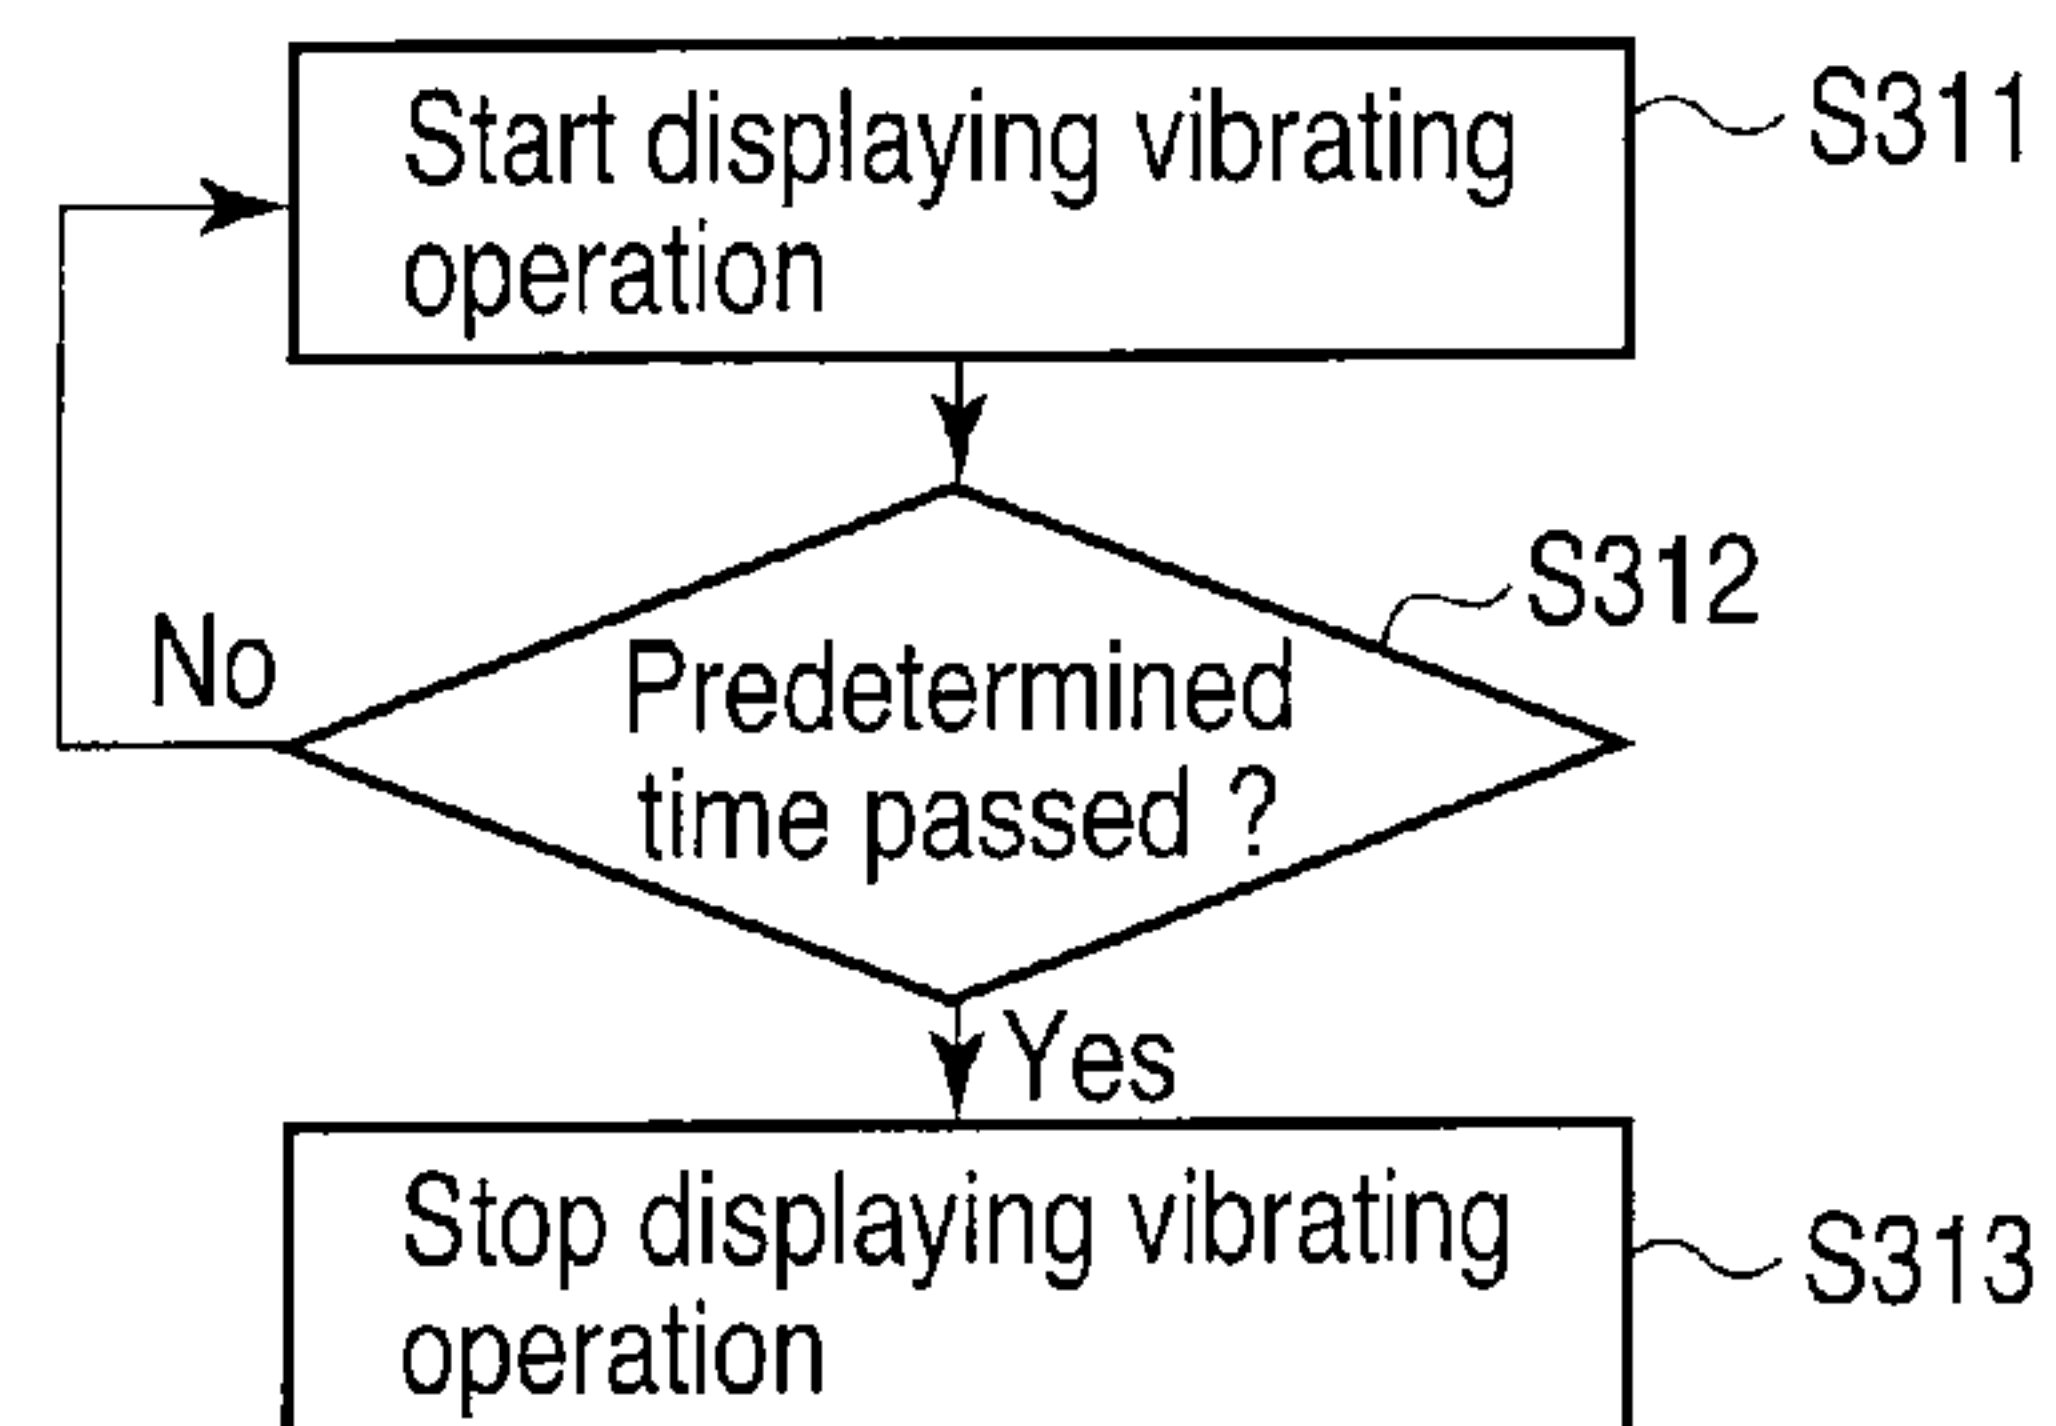 Start displaying vibrating
operation
S311
S312
No
Predetermined
time passed ?
Yes
Stop displaying vibrating
operation
S313